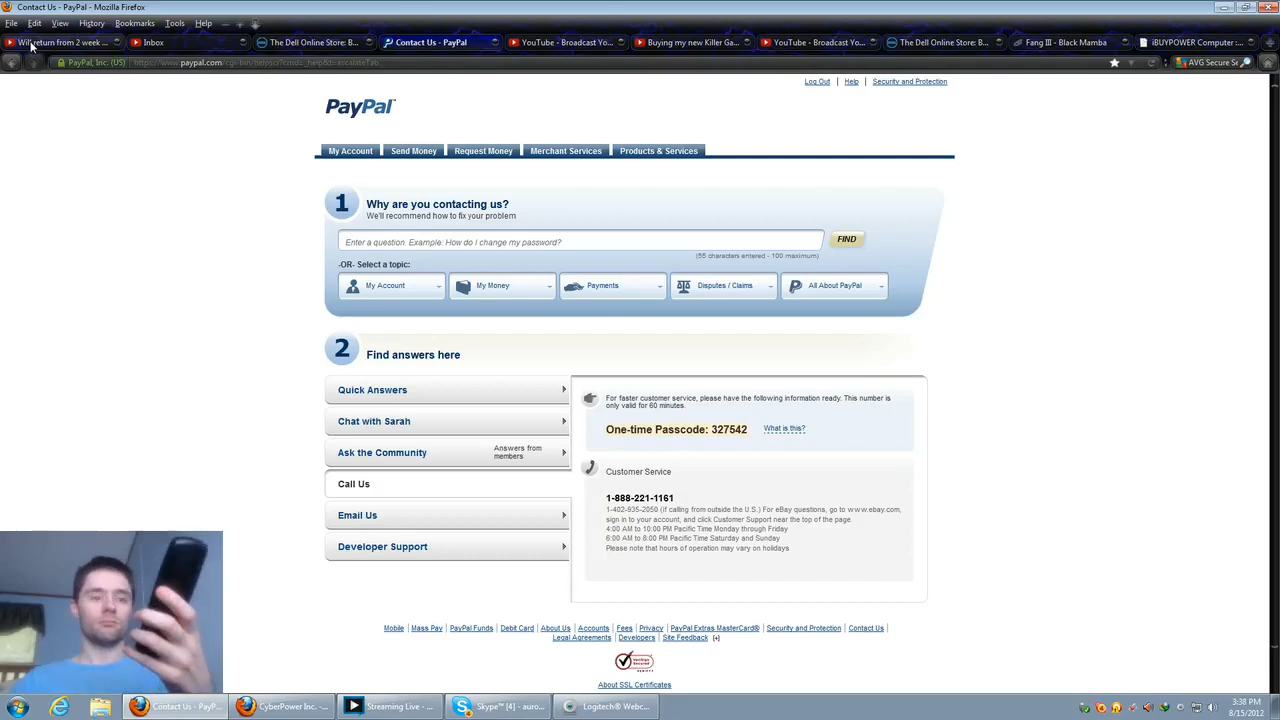 Contact Us - PayPal - Mozilla Firefox
File Edit View History Bookmarks Tools Help
Will return from 2 week ... Inbox The Dell Online Store: B... Contact Us - PayPal YouTube - Broadcast Yo... Buying my new Killer Ga... YouTube - Broadcast Yo... The Dell Online Store: B... Fang III - Black Mamba iBUYPOWER Computer : ...
PayPal, Inc. (US) AVG Secure Se
Log Out | Help | Security and Protection
PayPal
My Account Send Money Request Money Merchant Services Products & Services
1 Why are you contacting us?
We'll recommend how to fix your problem
Enter a question. Example: How do I change my password? FIND
(55 characters entered - 100 maximum)
-OR- Select a topic:
My Account My Money Payments Disputes / Claims All About PayPal
2 Find answers here
Quick Answers
Chat with Sarah
Ask the Community Answers from members
Call Us
Email Us
Developer Support
For faster customer service, please have the following information ready. This number is
only valid for 60 minutes.
One-time Passcode: 327542 What is this?
Customer Service
1-888-221-1161
1-402-935-2050 (if calling from outside the U.S.) For eBay questions, go to www.ebay.com,
sign in to your account, and click Customer Support near the top of the page
4:00 AM to 10:00 PM Pacific Time Monday through Friday
6:00 AM to 8:00 PM Pacific Time Saturday and Sunday
Please note that hours of operation may vary on holidays
Mobile Mass Pay PayPal Funds Debit Card About Us Accounts Fees Privacy PayPal Extras MasterCard® Security and Protection Contact Us
Legal Agreements Developers Site Feedback [+]
About SSL Certificates
Contact Us - PayP... CyberPower Inc. -... Streaming Live - ... Skype™ [4] - auro... Logitech® Webc...
3:38 PM
8/15/2012